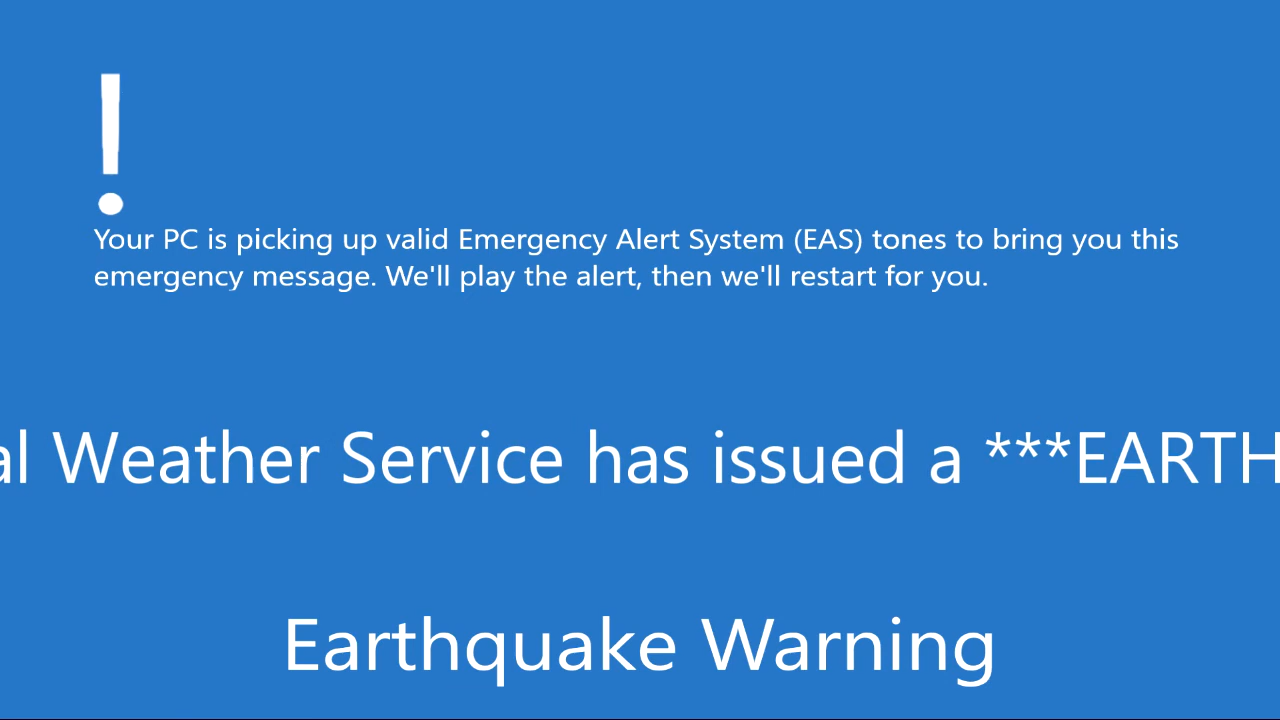 !
Your PC is picking up valid Emergency Alert System (EAS) tones to bring you this
emergency message. We'll play the alert, then we'll restart for you.
al Weather Service has issued a ***EARTH
Earthquake Warning